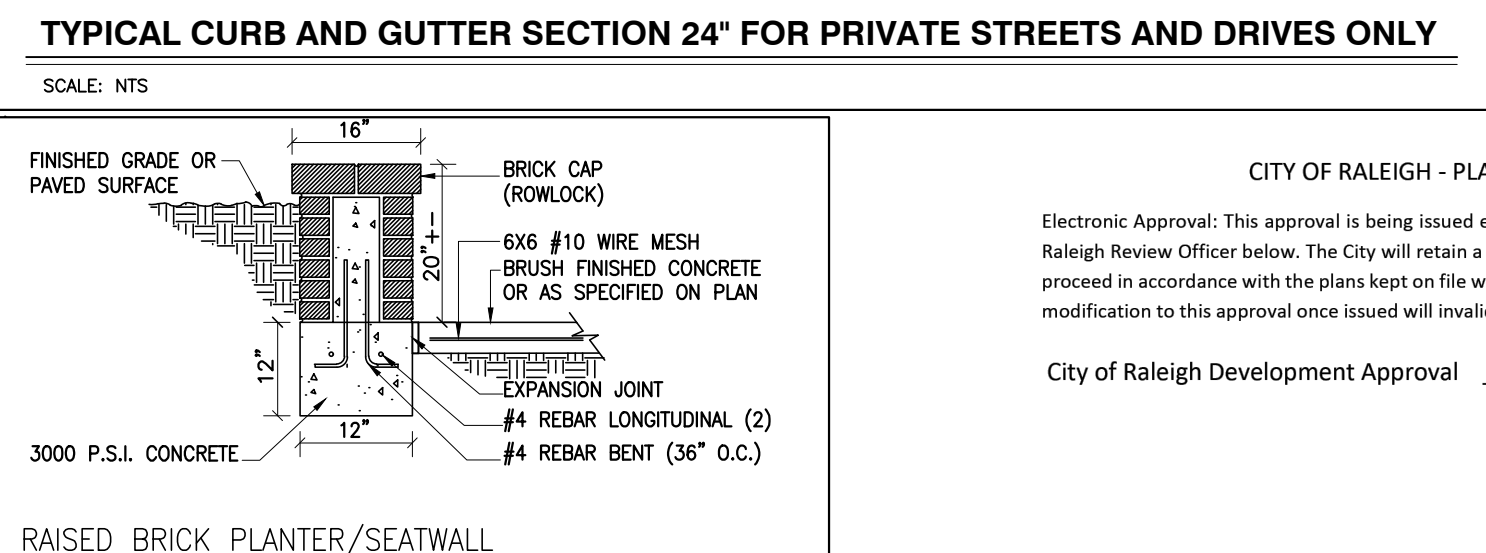 TYPICAL CURB AND GUTTER SECTION 24" FOR PRIVATE STREETS AND DRIVES ONLY
SCALE: NTS
16"
FINISHED GRADE OR
PAVED SURFACE
BRICK CAP
(ROWLOCK)
20"+-
6X6 #10 WIRE MESH
BRUSH FINISHED CONCRETE
OR AS SPECIFIED ON PLAN
12"
EXPANSION JOINT
#4 REBAR LONGITUDINAL (2)
12"
#4 REBAR BENT (36" O.C.)
3000 P.S.I. CONCRETE
RAISED BRICK PLANTER/SEATWALL
CITY OF RALEIGH - PLA
Electronic Approval: This approval is being issued e
Raleigh Review Officer below. The City will retain a
proceed in accordance with the plans kept on file w
modification to this approval once issued will invali
City of Raleigh Development Approval